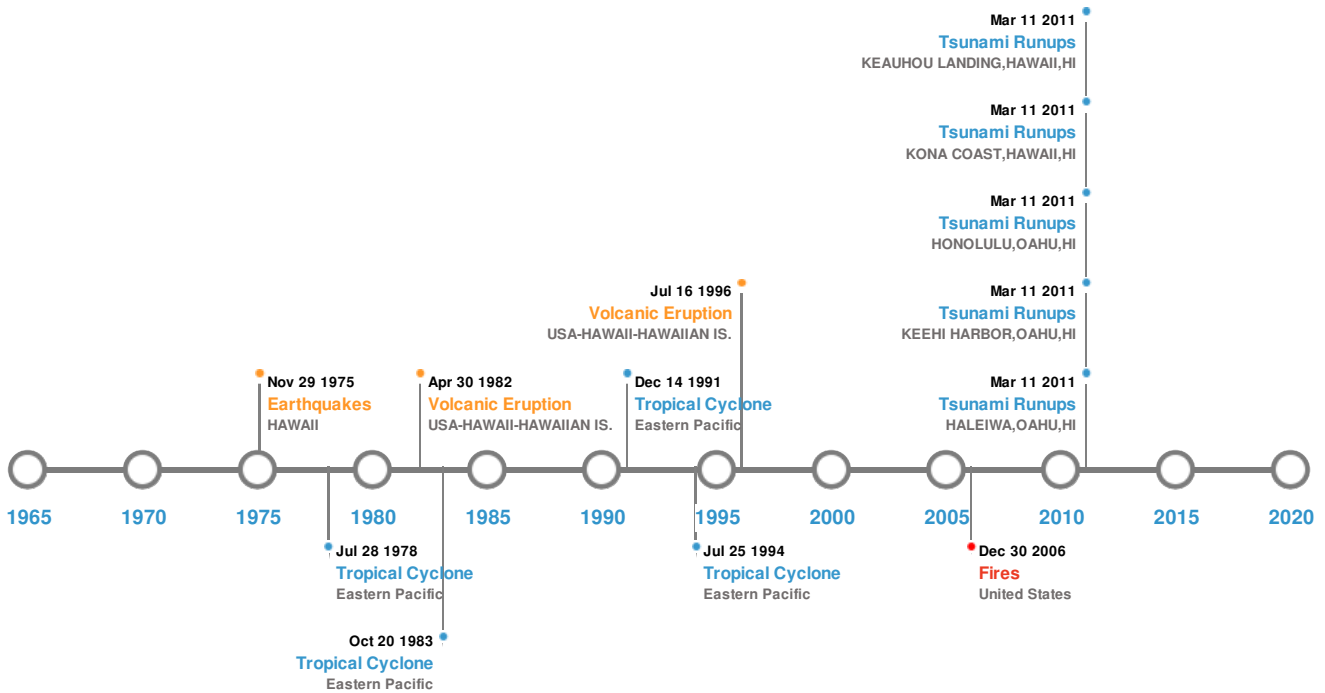 Mar 11 2011
Tsunami Runups
KEAUHOU LANDING,HAWAII,HI
Mar 11 2011
Tsunami Runups
KONA COAST,HAWAII,HI
Mar 11 2011
Tsunami Runups
HONOLULU,OAHU,HI
Jul 16 1996
Volcanic Eruption
USA-HAWAII-HAWAIIAN IS.
Mar 11 2011
Tsunami Runups
KEEHI HARBOR,OAHU,HI
Nov 29 1975
Earthquakes
HAWAII
Apr 30 1982
Volcanic Eruption
USA-HAWAII-HAWAIIAN IS.
Dec 14 1991
Tropical Cyclone
Eastern Pacific
Mar 11 2011
Tsunami Runups
HALEIWA,OAHU,HI
1965 1970 1975 1980 1985 1990 1995 2000 2005 2010 2015 2020
Jul 28 1978
Tropical Cyclone
Eastern Pacific
Jul 25 1994
Tropical Cyclone
Eastern Pacific
Dec 30 2006
Fires
United States
Oct 20 1983
Tropical Cyclone
Eastern Pacific